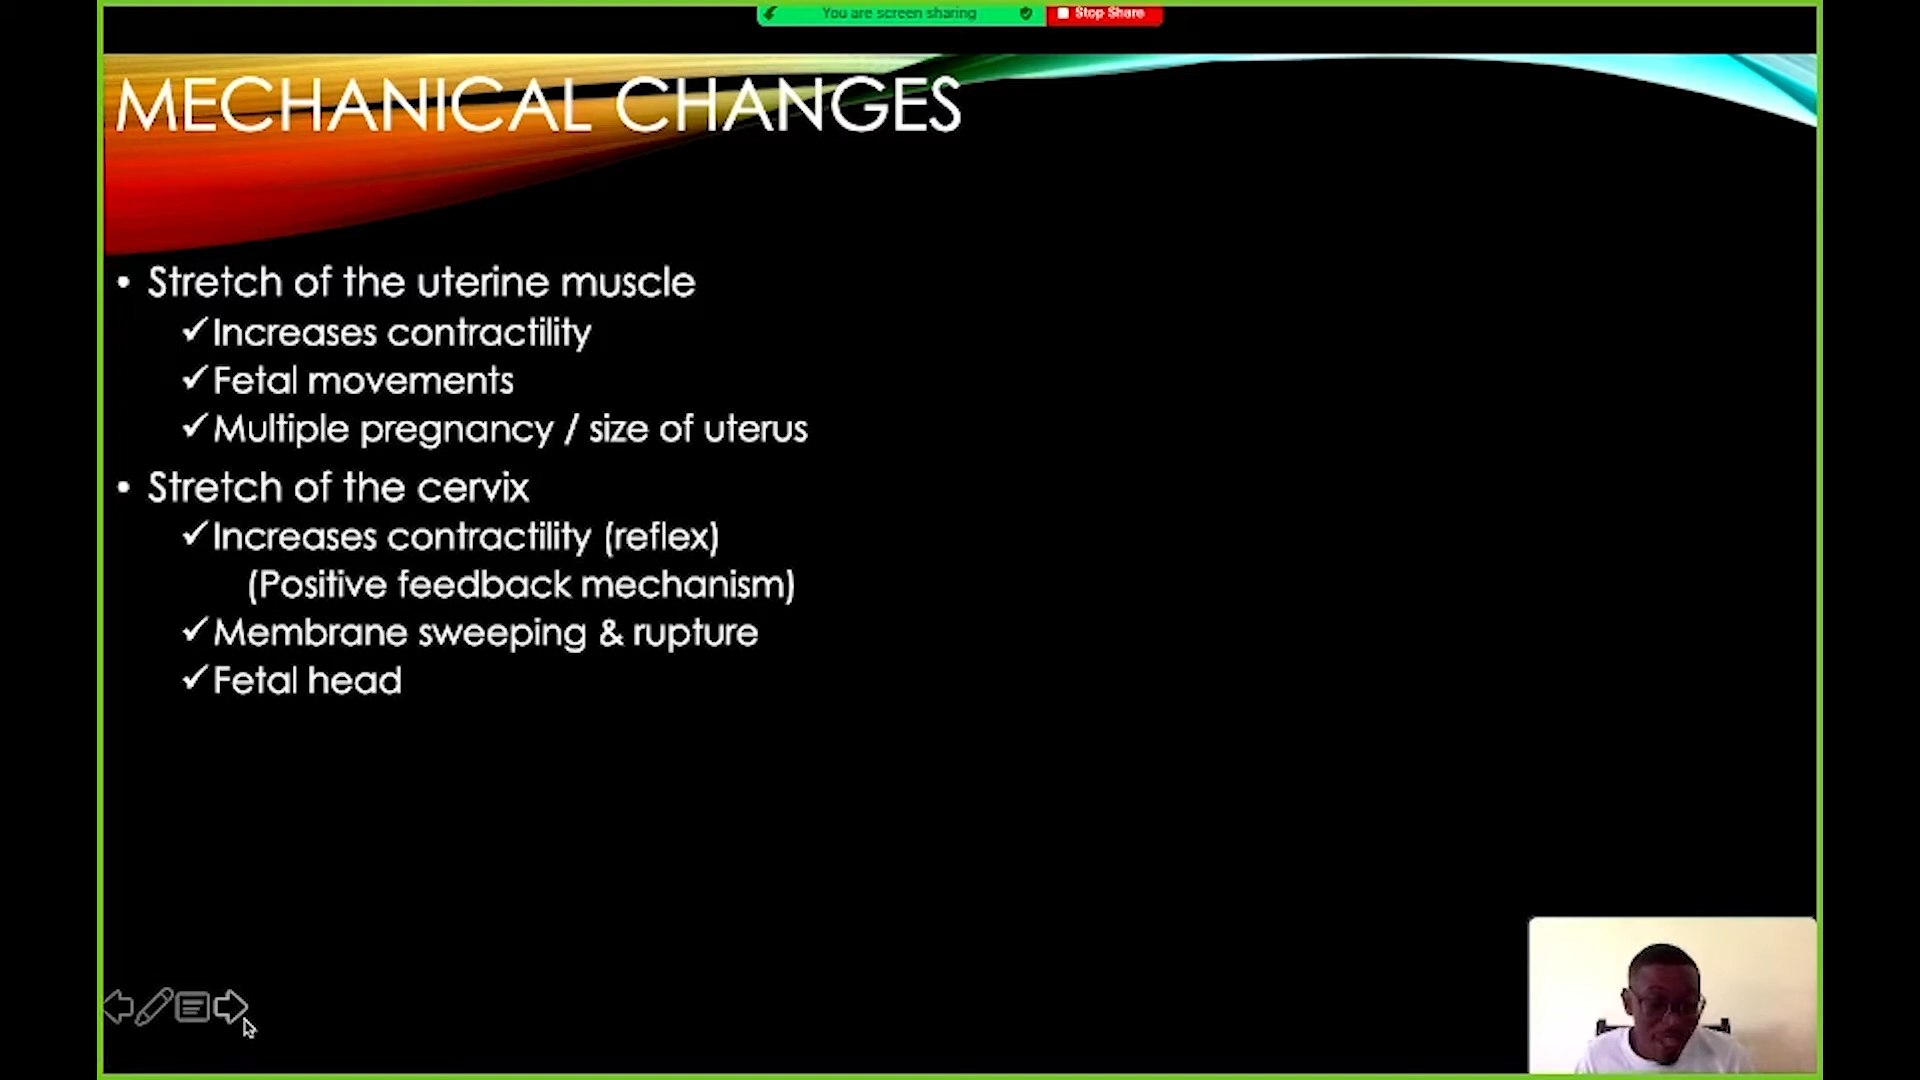 You are screen sharing
Stop Share
MECHANICAL CHANGES
• Stretch of the uterine muscle
✓Increases contractility
✓Fetal movements
✓Multiple pregnancy / size of uterus
• Stretch of the cervix
✓Increases contractility (reflex)
(Positive feedback mechanism)
✓Membrane sweeping & rupture
✓Fetal head